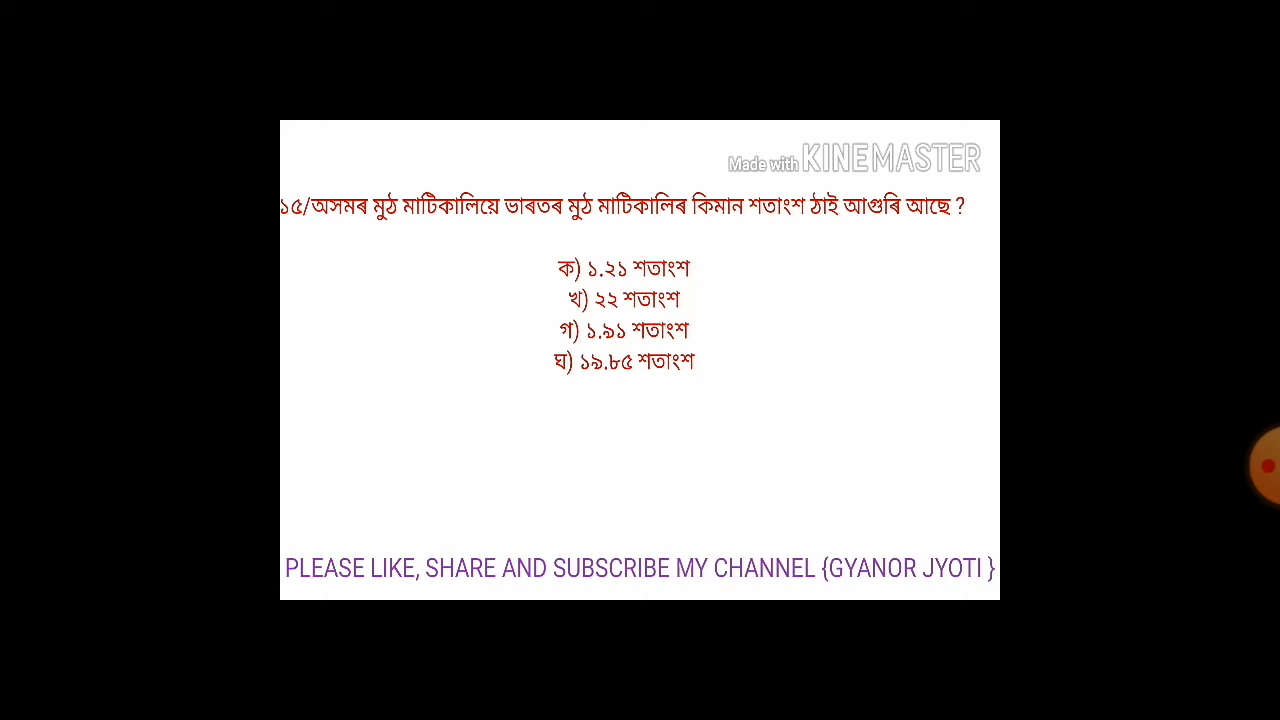 Made with KINEMASTER
১৫/অসমৰ মুঠ মাটিকালিয়ে ভাৰতৰ মুঠ মাটিকালিৰ কিমান শতাংশ ঠাই আগুৰি আছে ?
ক) ১.২১ শতাংশ
খ) ২২ শতাংশ
গ) ১.৯১ শতাংশ
ঘ) ১৯.৮৫ শতাংশ
PLEASE LIKE, SHARE AND SUBSCRIBE MY CHANNEL {GYANOR JYOTI }